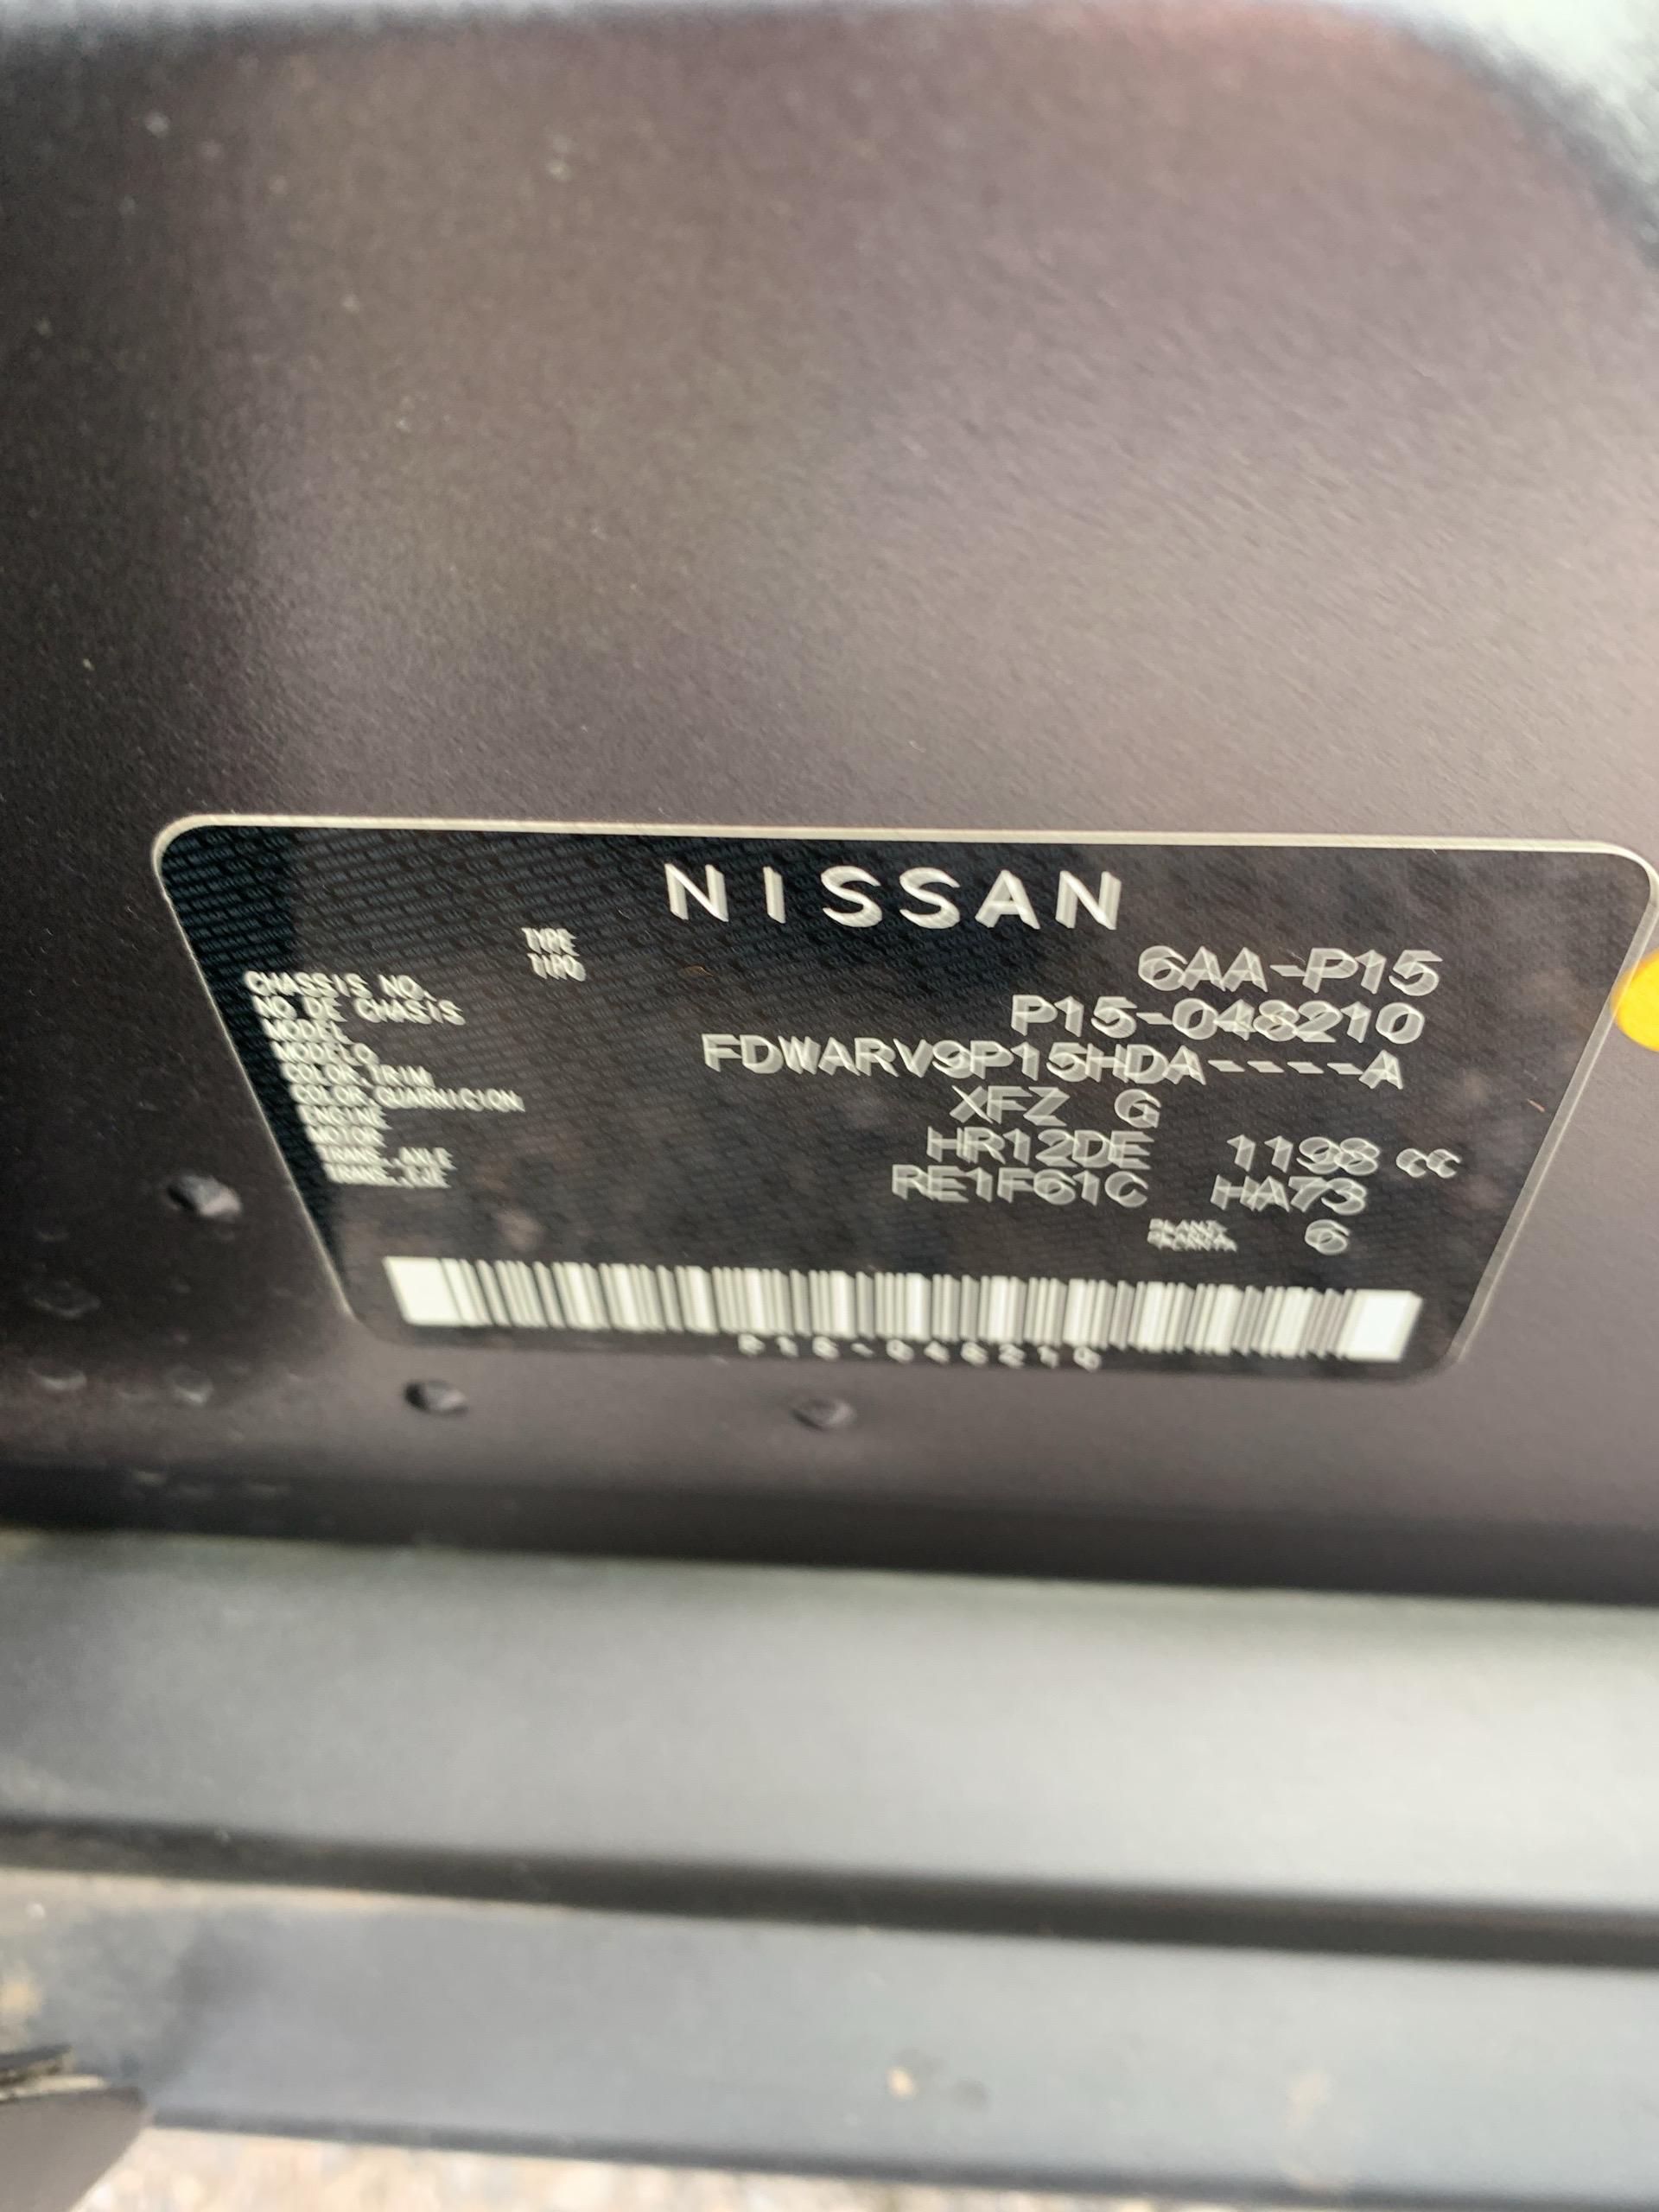 NISSAN
TYPE
TIPO
6AA-P15
CHASSIS NO.
NO DE CHASIS
P15-048210
MODEL
MODELO
FDWARV9P15HDA----A
COLOR,TRIM
COLOR,GUARNICION
XFZ G
ENGINE
MOTOR
HR12DE 1198 cc
TRANS.,AXLE
TRANS.,EJE
RE1F61C HA73
PLANT.
PLANTA
6
P15-048210